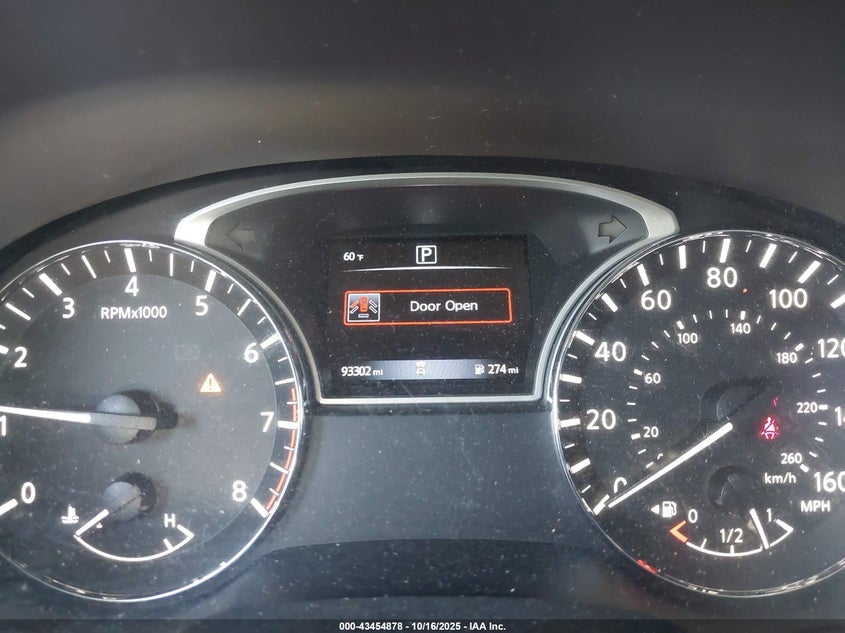 60 °F P
Door Open
93302 mi 274 mi
0 1 2 3 4 5 6 7 8
RPMx1000
H
0 20 40 60 80 100 120 14 160
MPH
20 60 100 140 180 220 260
km/h
0 1/2 1
000-43454878 - 10/16/2025 - IAA Inc.